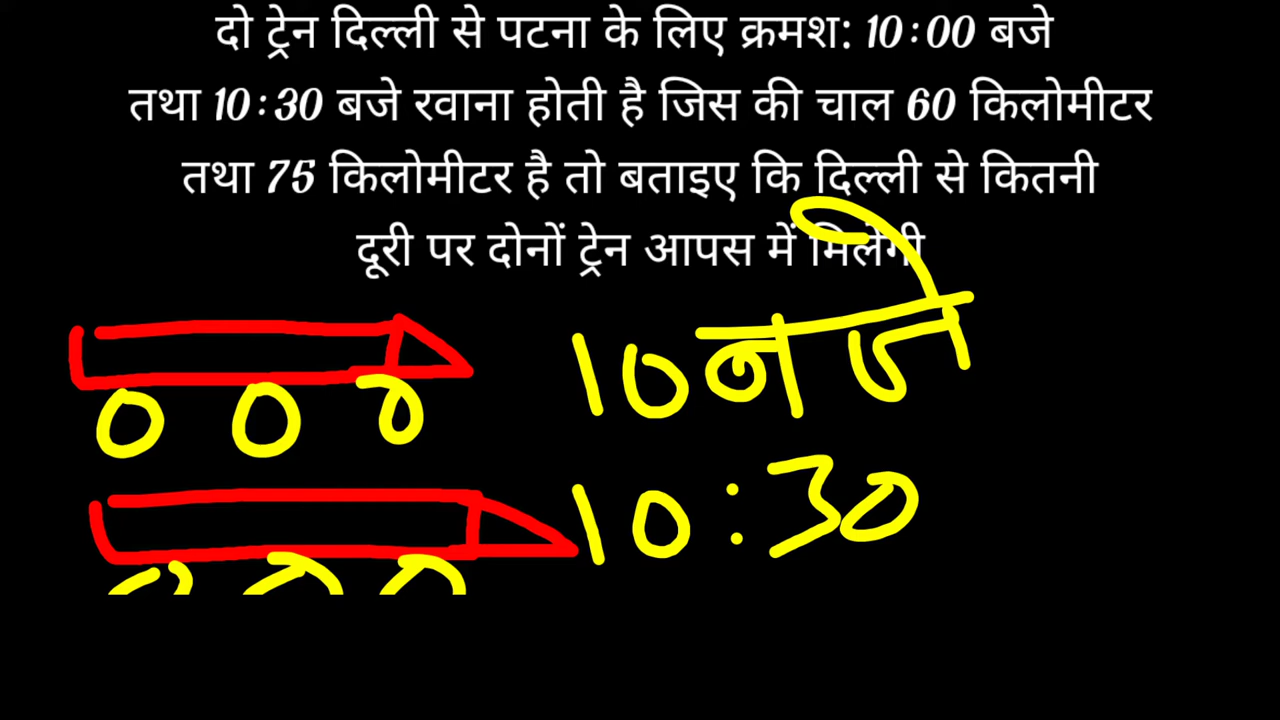 दो ट्रेन दिल्ली से पटना के लिए क्रमश: 10:00 बजे
तथा 10:30 बजे रवाना होती है जिस की चाल 60 किलोमीटर
तथा 75 किलोमीटर है तो बताइए कि दिल्ली से कितनी
दूरी पर दोनों ट्रेन आपस में मिलेंगी
10 बजे
10:30